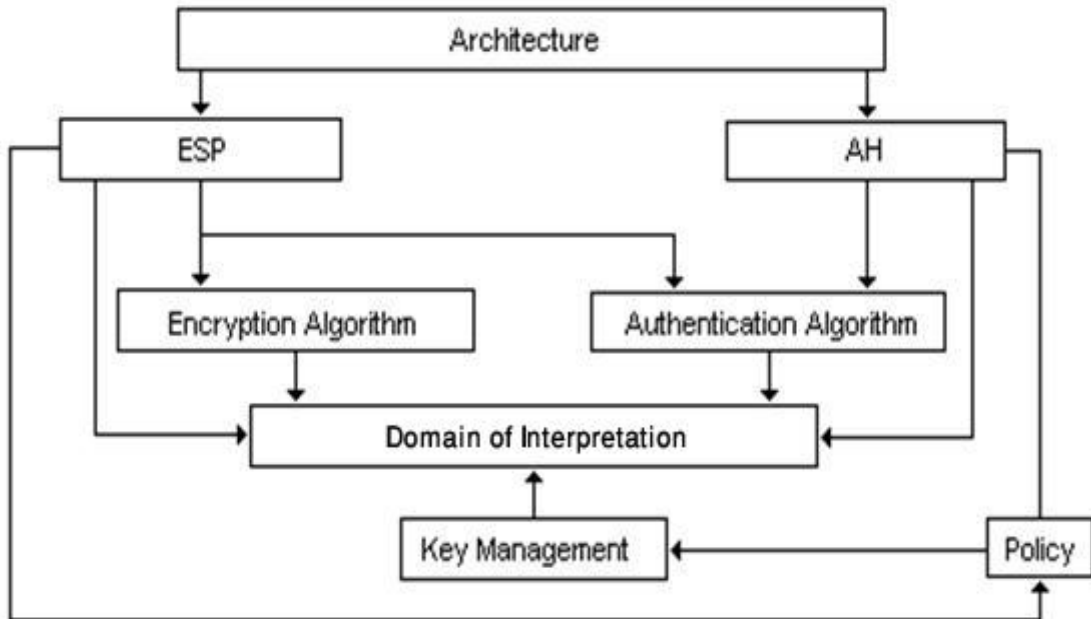 Architecture
ESP
AH
Encryption Algorithm
Authentication Algorithm
Domain of Interpretation
Key Management
Policy